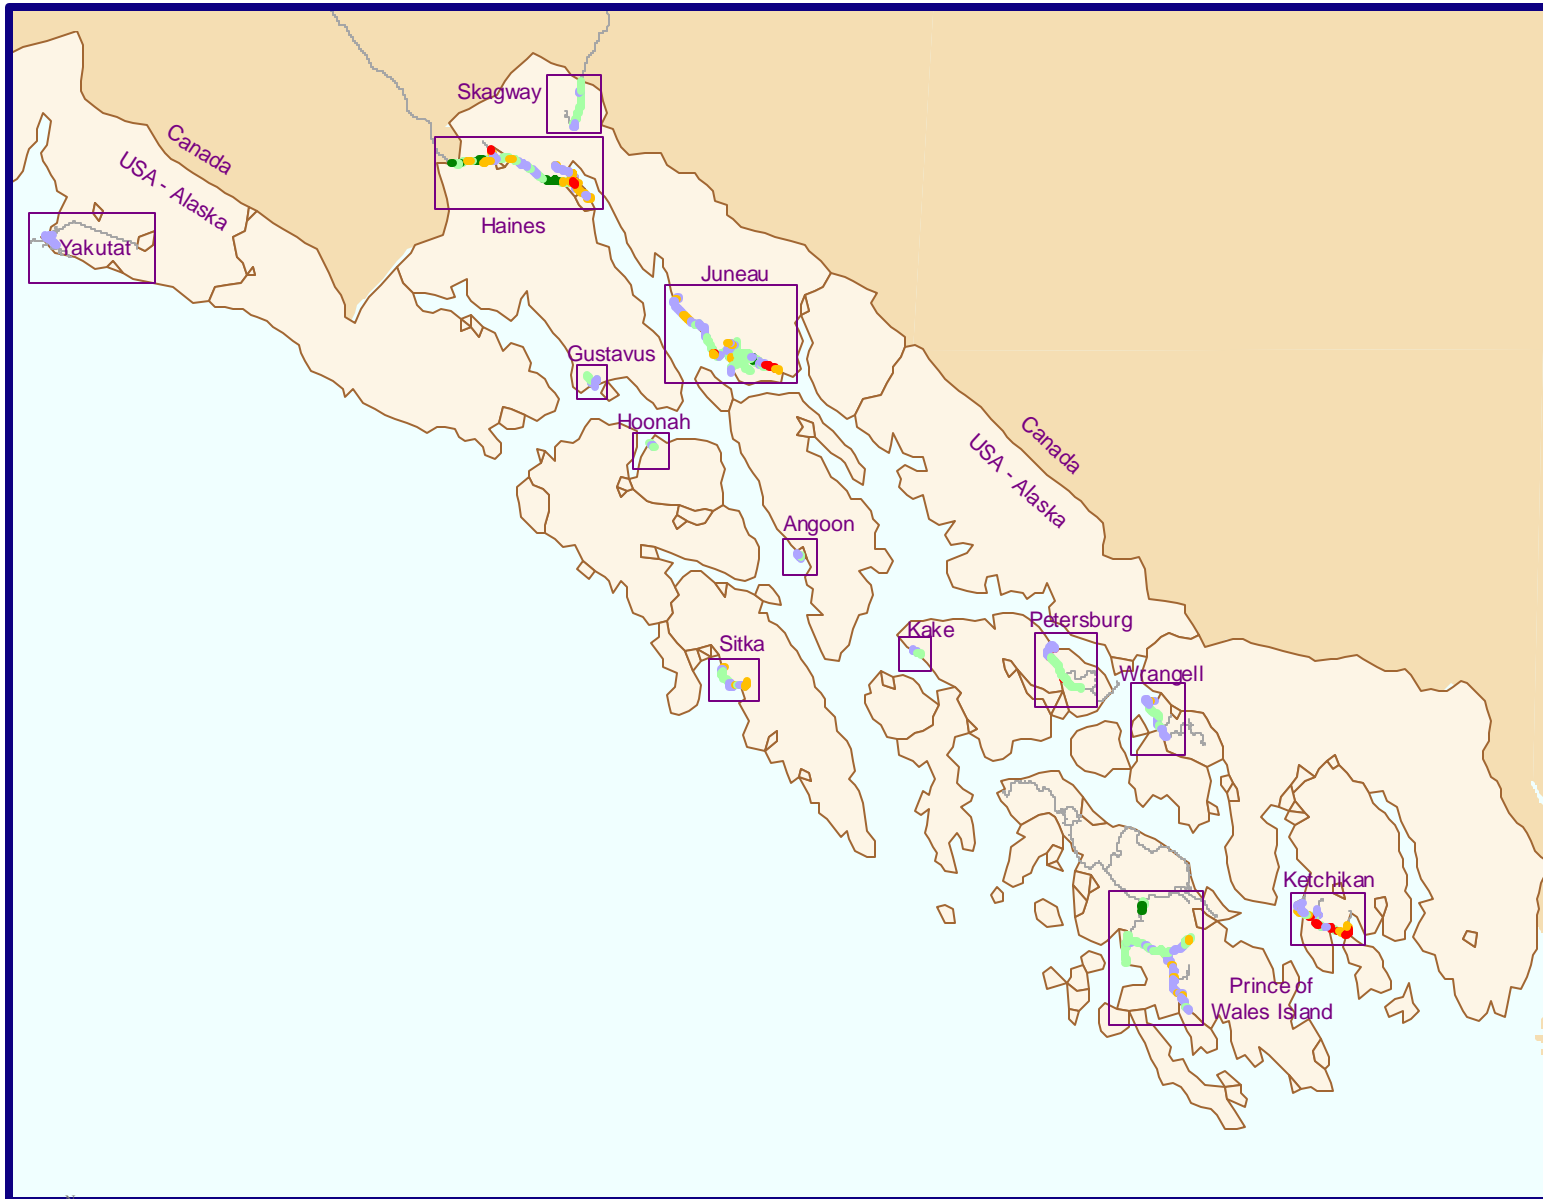 Skagway
Canada
USA - Alaska
Haines
Yakutat
Juneau
Gustavus
Hoonah
Canada
USA - Alaska
Angoon
Kake
Petersburg
Sitka
Wrangell
Ketchikan
Prince of
Wales Island